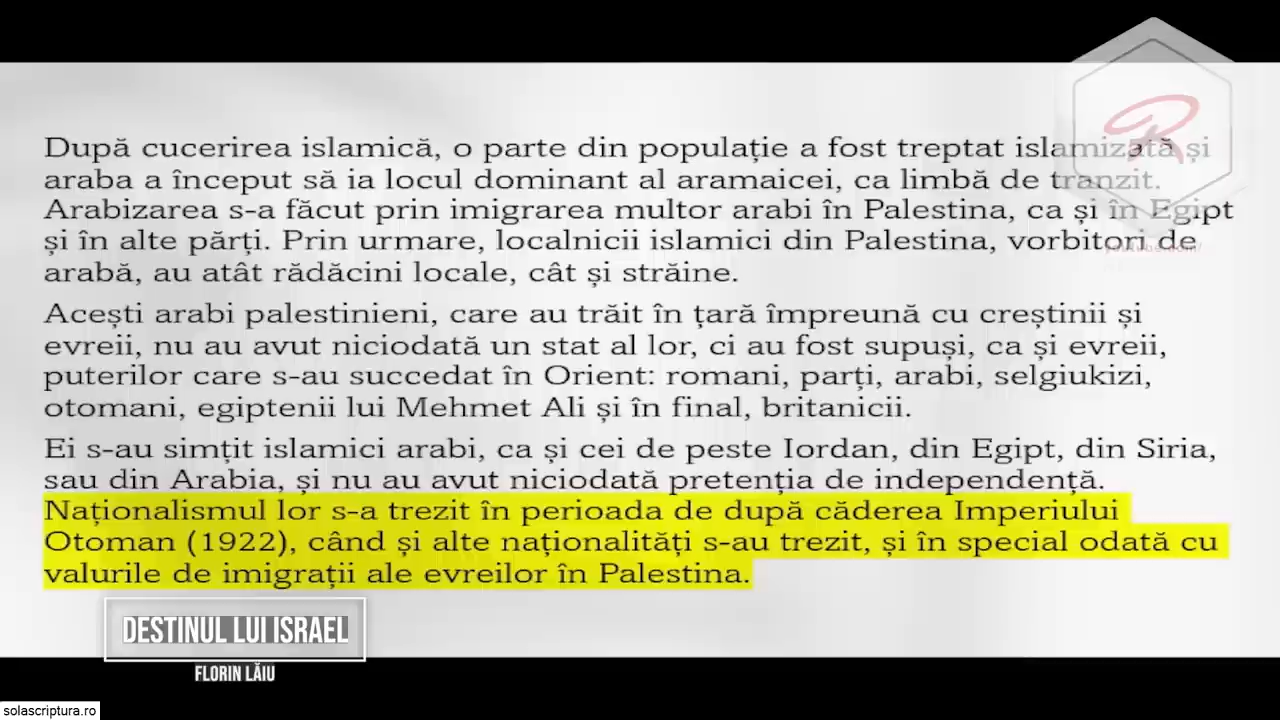 După cucerirea islamică, o parte din populație a fost treptat islamizată și
araba a început să ia locul dominant al aramaicei, ca limbă de tranzit.
Arabizarea s-a făcut prin imigrarea multor arabi în Palestina, ca și în Egipt
și în alte părți. Prin urmare, localnicii islamici din Palestina, vorbitori de
arabă, au atât rădăcini locale, cât și străine.
Acești arabi palestinieni, care au trăit în țară împreună cu creștinii și
evreii, nu au avut niciodată un stat al lor, ci au fost supuși, ca și evreii,
puterilor care s-au succedat în Orient: romani, parți, arabi, selgiukizi,
otomani, egiptenii lui Mehmet Ali și în final, britanicii.
Ei s-au simțit islamici arabi, ca și cei de peste Iordan, din Egipt, din Siria,
sau din Arabia, și nu au avut niciodată pretenția de independență.
Naționalismul lor s-a trezit în perioada de după căderea Imperiului
Otoman (1922), când și alte naționalități s-au trezit, și în special odată cu
valurile de imigrații ale evreilor în Palestina.
DESTINUL LUI ISRAEL
FLORIN LĂIU
solascriptura.ro